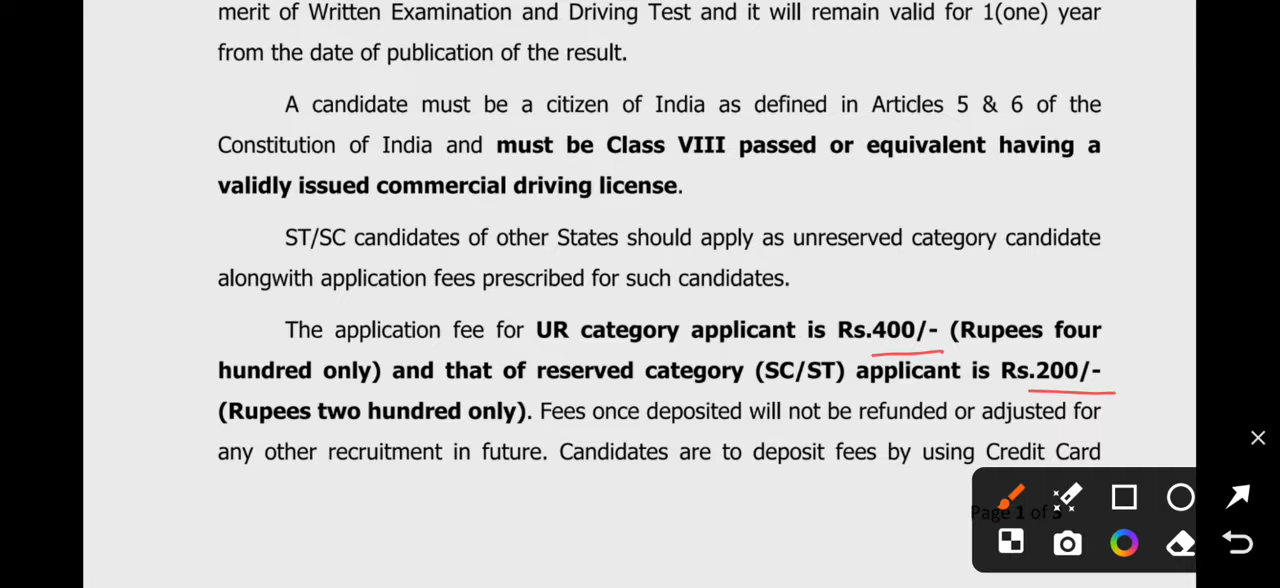 merit of Written Examination and Driving Test and it will remain valid for 1(one) year
from the date of publication of the result.
A candidate must be a citizen of India as defined in Articles 5 & 6 of the
Constitution of India and must be Class VIII passed or equivalent having a
validly issued commercial driving license.
ST/SC candidates of other States should apply as unreserved category candidate
alongwith application fees prescribed for such candidates.
The application fee for UR category applicant is Rs.400/- (Rupees four
hundred only) and that of reserved category (SC/ST) applicant is Rs.200/-
(Rupees two hundred only). Fees once deposited will not be refunded or adjusted for
any other recruitment in future. Candidates are to deposit fees by using Credit Card
Page 1 of 5